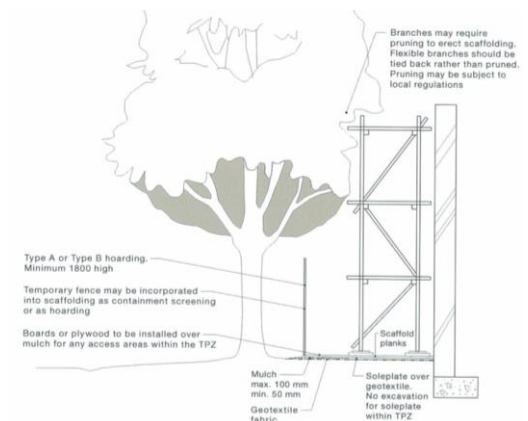 Branches may require
pruning to erect scaffolding.
Flexible branches should be
tied back rather than pruned.
Pruning may be subject to
local regulations
Type A or Type B hoarding.
Minimum 1800 high
Temporary fence may be incorporated
into scaffolding as containment screening
or as hoarding
Boards or plywood to be installed over
mulch for any access areas within the TPZ
Scaffold
planks
Mulch
max. 100 mm
min. 50 mm
Geotextile
fabric
Soleplate over
geotextile.
No excavation
for soleplate
within TPZ